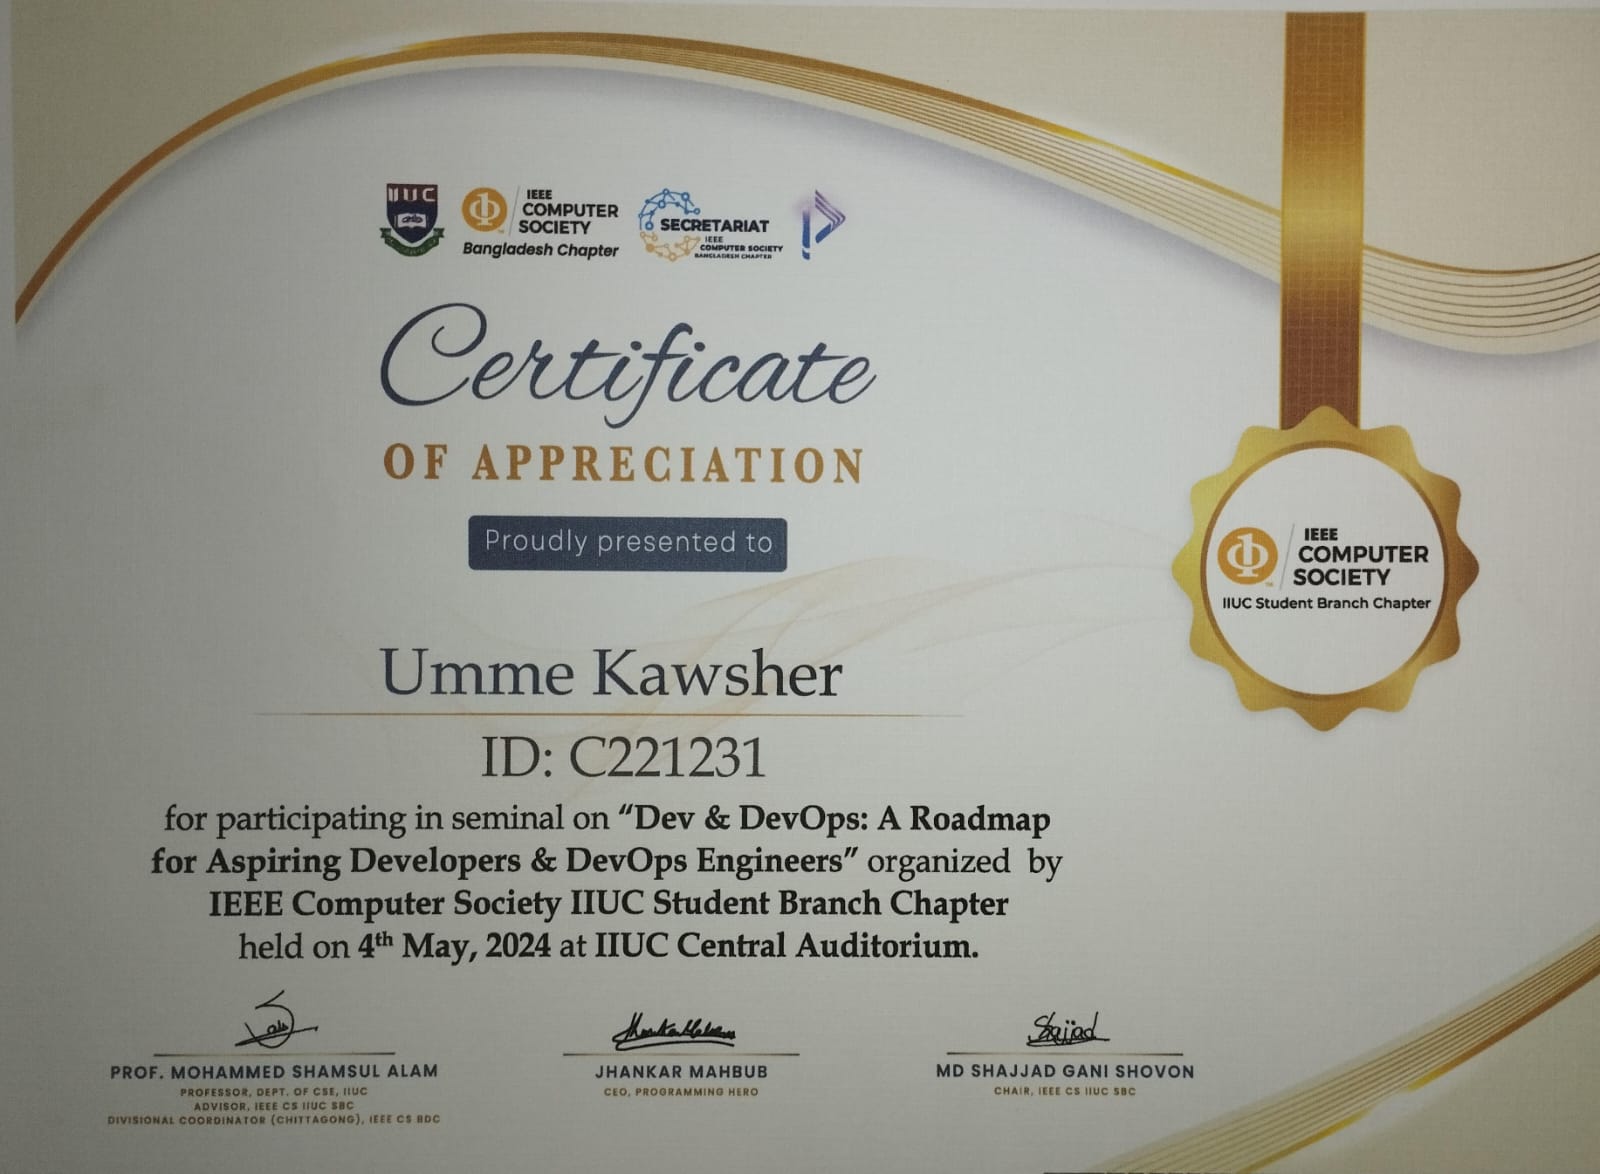 IIUC
IEEE
COMPUTER
SOCIETY
Bangladesh Chapter
SECRETARIAT
IEEE
COMPUTER SOCIETY
BANGLADESH CHAPTER
Certificate
OF APPRECIATION
Proudly presented to
IEEE
COMPUTER
SOCIETY
IIUC Student Branch Chapter
Umme Kawsher
ID: C221231
for participating in seminal on “Dev & DevOps: A Roadmap
for Aspiring Developers & DevOps Engineers” organized by
IEEE Computer Society IIUC Student Branch Chapter
held on 4th May, 2024 at IIUC Central Auditorium.
Shajjad
PROF. MOHAMMED SHAMSUL ALAM
PROFESSOR, DEPT. OF CSE, IIUC
ADVISOR, IEEE CS IIUC SBC
DIVISIONAL COORDINATOR (CHITTAGONG), IEEE CS BDC
JHANKAR MAHBUB
CEO, PROGRAMMING HERO
MD SHAJJAD GANI SHOVON
CHAIR, IEEE CS IIUC SBC